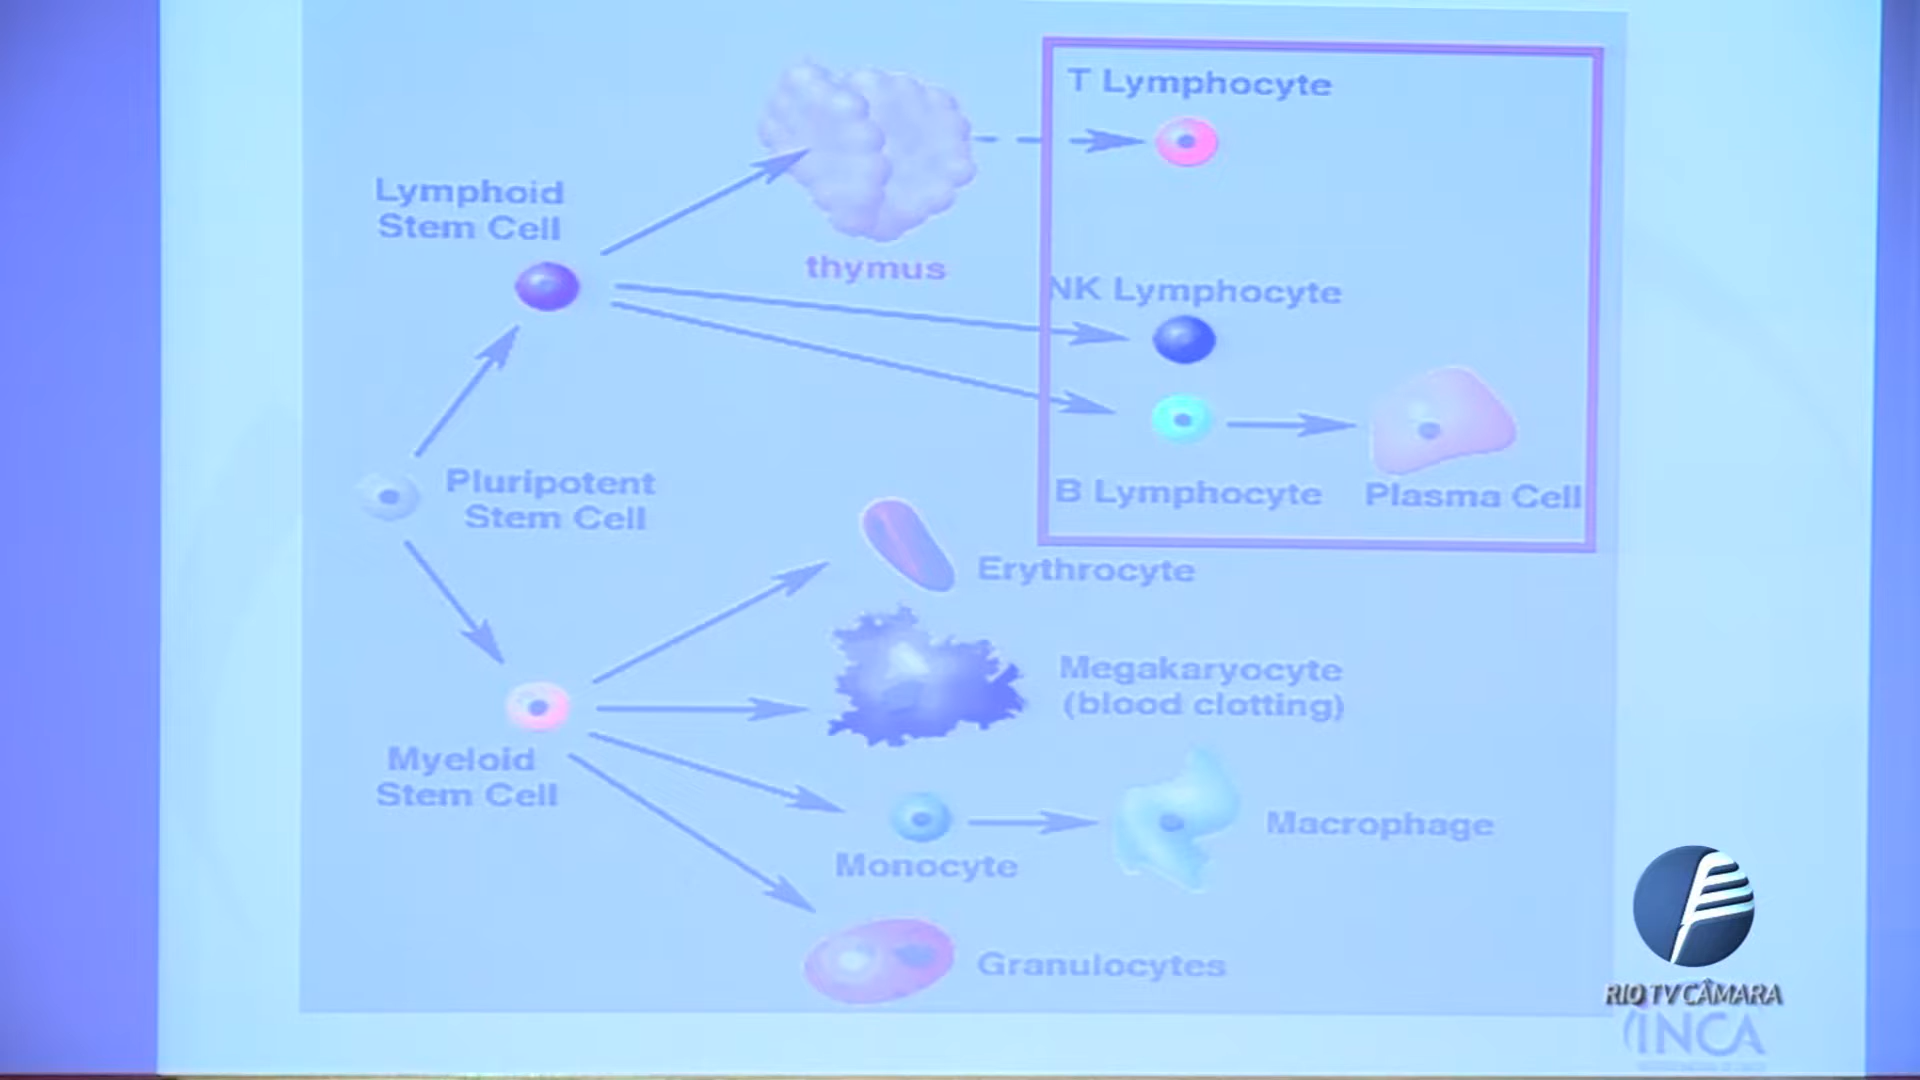 T Lymphocyte
Lymphoid
Stem Cell
thymus
NK Lymphocyte
Pluripotent
Stem Cell
B Lymphocyte
Plasma Cell
Erythrocyte
Megakaryocyte
(blood clotting)
Myeloid
Stem Cell
Macrophage
Monocyte
Granulocytes
RIO TV CÂMARA
INCA